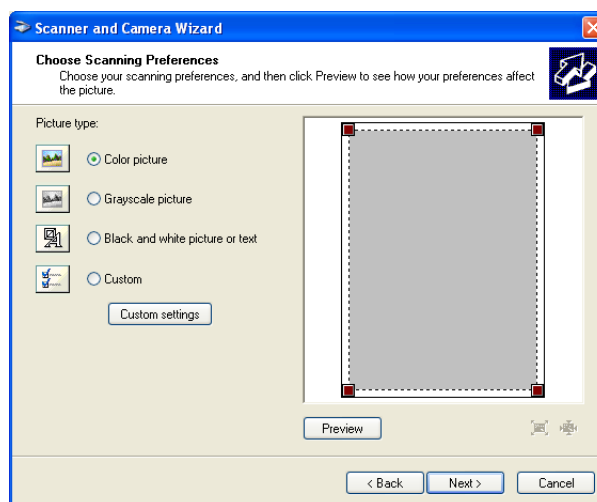 Scanner and Camera Wizard
Choose Scanning Preferences
Choose your scanning preferences, and then click Preview to see how your preferences affect
the picture.
Picture type:
Color picture
Grayscale picture
Black and white picture or text
Custom
Custom settings
Preview
< Back
Next >
Cancel